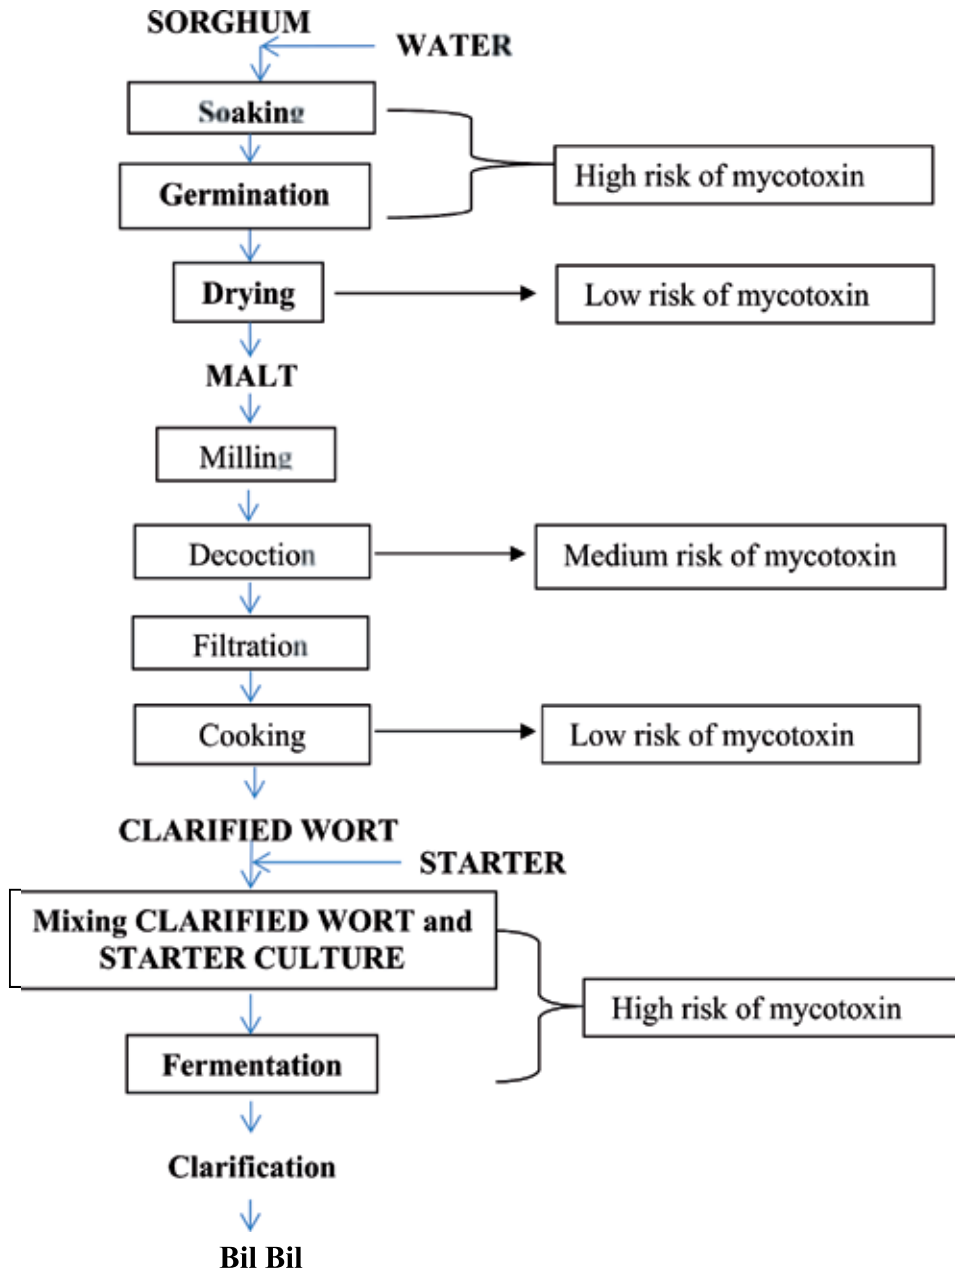 SORGHUM
WATER
Soaking
Germination
High risk of mycotoxin
Drying
Low risk of mycotoxin
MALT
Milling
Decoction
Medium risk of mycotoxin
Filtration
Cooking
Low risk of mycotoxin
CLARIFIED WORT
STARTER
Mixing CLARIFIED WORT and
STARTER CULTURE
High risk of mycotoxin
Fermentation
Clarification
Bil Bil